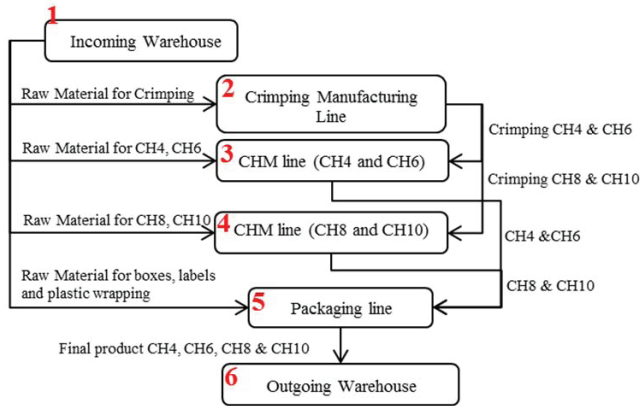 1
Incoming Warehouse
Raw Material for Crimping
2
Crimping Manufacturing
Line
Crimping CH4 & CH6
Raw Material for CH4, CH6
3
CHM line (CH4 and CH6)
Crimping CH8 & CH10
Raw Material for CH8, CH10
4
CHM line (CH8 and CH10)
CH4 &CH6
Raw Material for boxes, labels
and plastic wrapping
CH8 & CH10
5
Packaging line
Final product CH4, CH6, CH8 & CH10
6
Outgoing Warehouse